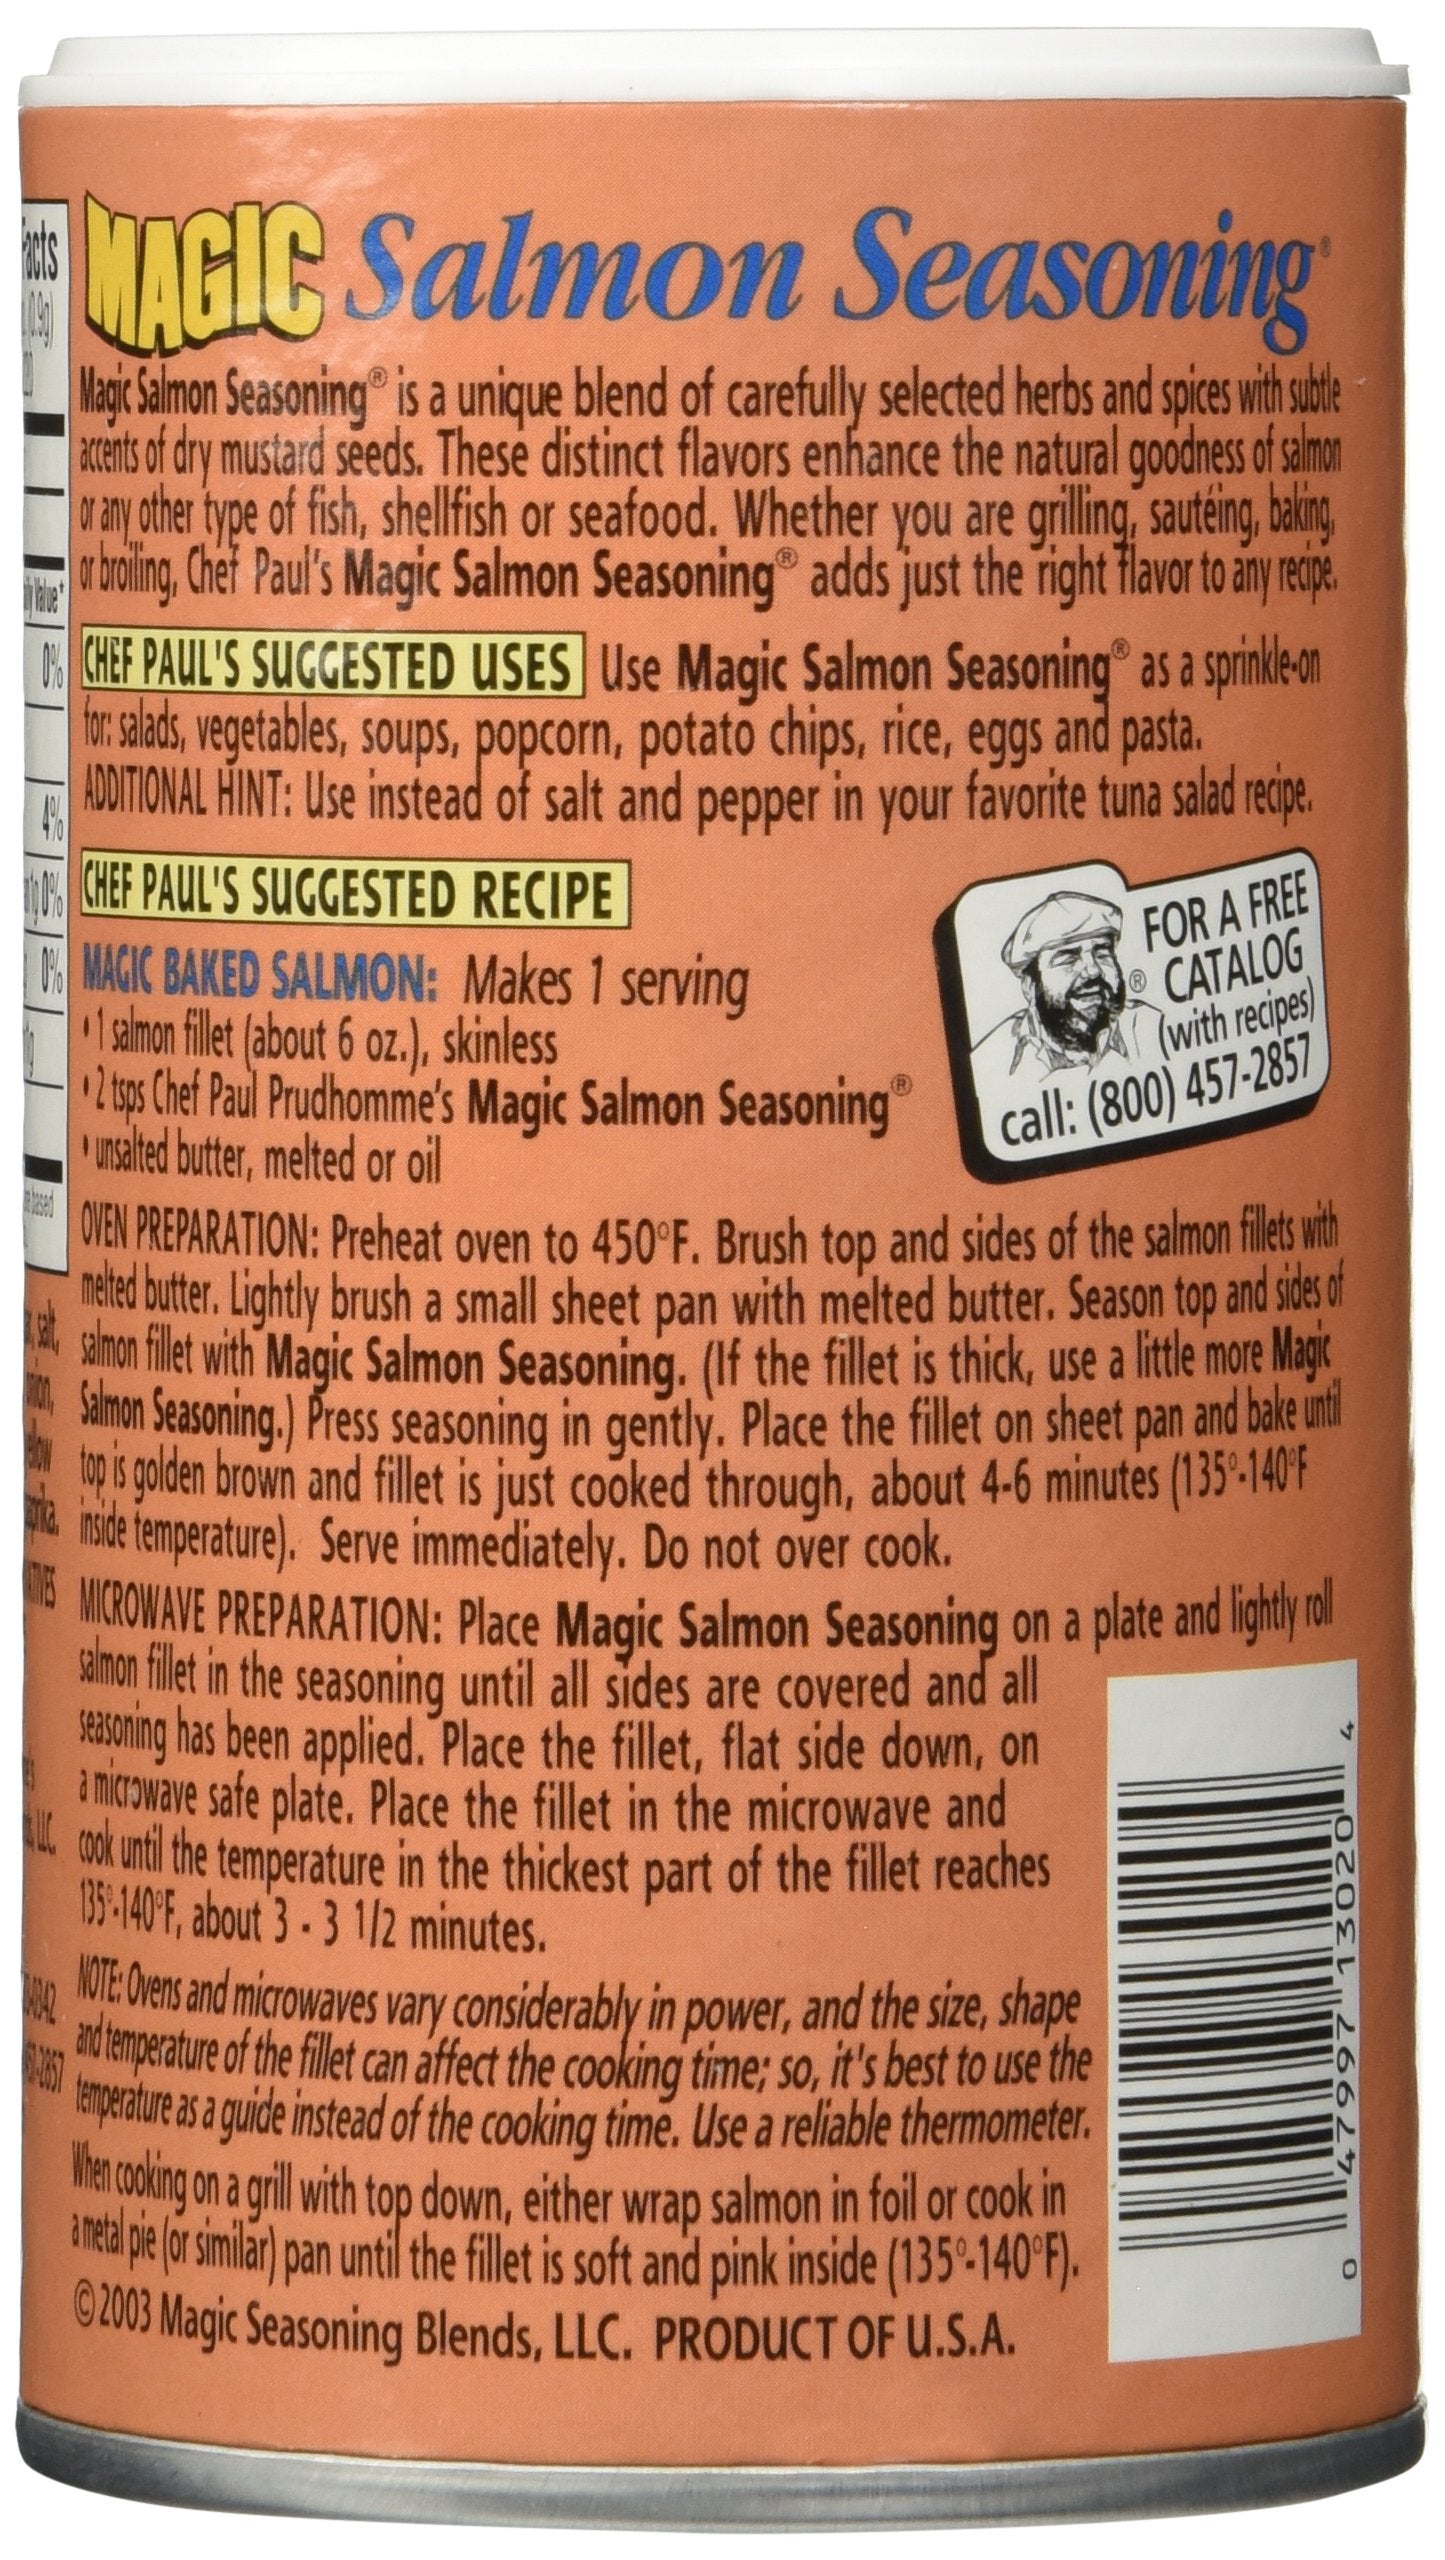 MAGIC Salmon Seasoning®
Magic Salmon Seasoning® is a unique blend of carefully selected herbs and spices with subtle
accents of dry mustard seeds. These distinct flavors enhance the natural goodness of salmon
or any other type of fish, shellfish or seafood. Whether you are grilling, sautéing, baking,
or broiling, Chef Paul's Magic Salmon Seasoning® adds just the right flavor to any recipe.
CHEF PAUL'S SUGGESTED USES Use Magic Salmon Seasoning® as a sprinkle-on
for: salads, vegetables, soups, popcorn, potato chips, rice, eggs and pasta.
ADDITIONAL HINT: Use instead of salt and pepper in your favorite tuna salad recipe.
CHEF PAUL'S SUGGESTED RECIPE
MAGIC BAKED SALMON: Makes 1 serving
• 1 salmon fillet (about 6 oz.), skinless
• 2 tsps Chef Paul Prudhomme's Magic Salmon Seasoning®
• unsalted butter, melted or oil
FOR A FREE
® CATALOG
(with recipes)
call: (800) 457-2857
OVEN PREPARATION: Preheat oven to 450°F. Brush top and sides of the salmon fillets with
melted butter. Lightly brush a small sheet pan with melted butter. Season top and sides of
salmon fillet with Magic Salmon Seasoning. (If the fillet is thick, use a little more Magic
Salmon Seasoning.) Press seasoning in gently. Place the fillet on sheet pan and bake until
top is golden brown and fillet is just cooked through, about 4-6 minutes (135°-140°F
inside temperature). Serve immediately. Do not over cook.
MICROWAVE PREPARATION: Place Magic Salmon Seasoning on a plate and lightly roll
salmon fillet in the seasoning until all sides are covered and all
seasoning has been applied. Place the fillet, flat side down, on
a microwave safe plate. Place the fillet in the microwave and
cook until the temperature in the thickest part of the fillet reaches
135°-140°F, about 3 - 3 1/2 minutes.
NOTE: Ovens and microwaves vary considerably in power, and the size, shape
and temperature of the fillet can affect the cooking time; so, it's best to use the
temperature as a guide instead of the cooking time. Use a reliable thermometer.
When cooking on a grill with top down, either wrap salmon in foil or cook in
a metal pie (or similar) pan until the fillet is soft and pink inside (135°-140°F).
©2003 Magic Seasoning Blends, LLC. PRODUCT OF U.S.A.
0 47997 13020 4
Facts
(0.9g)
Value*
0%
4%
0%
0%
based
salt,
LLC.